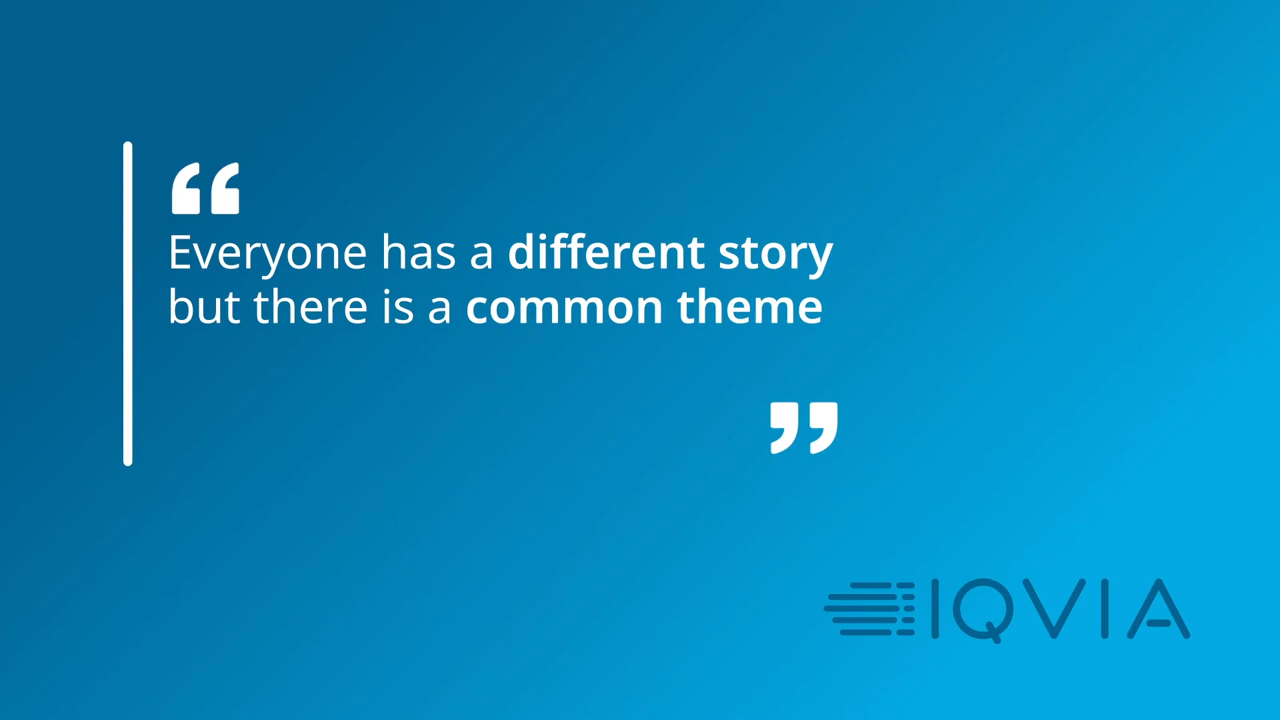 “
Everyone has a different story
but there is a common theme
”
IQVIA